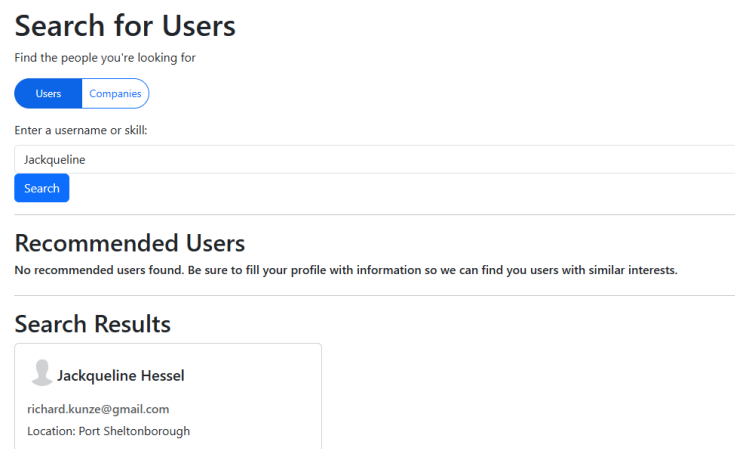 Search for Users
Find the people you're looking for
Users Companies
Enter a username or skill:
Jackqueline
Search
Recommended Users
No recommended users found. Be sure to fill your profile with information so we can find you users with similar interests.
Search Results
Jackqueline Hessel
richard.kunze@gmail.com
Location: Port Sheltonborough